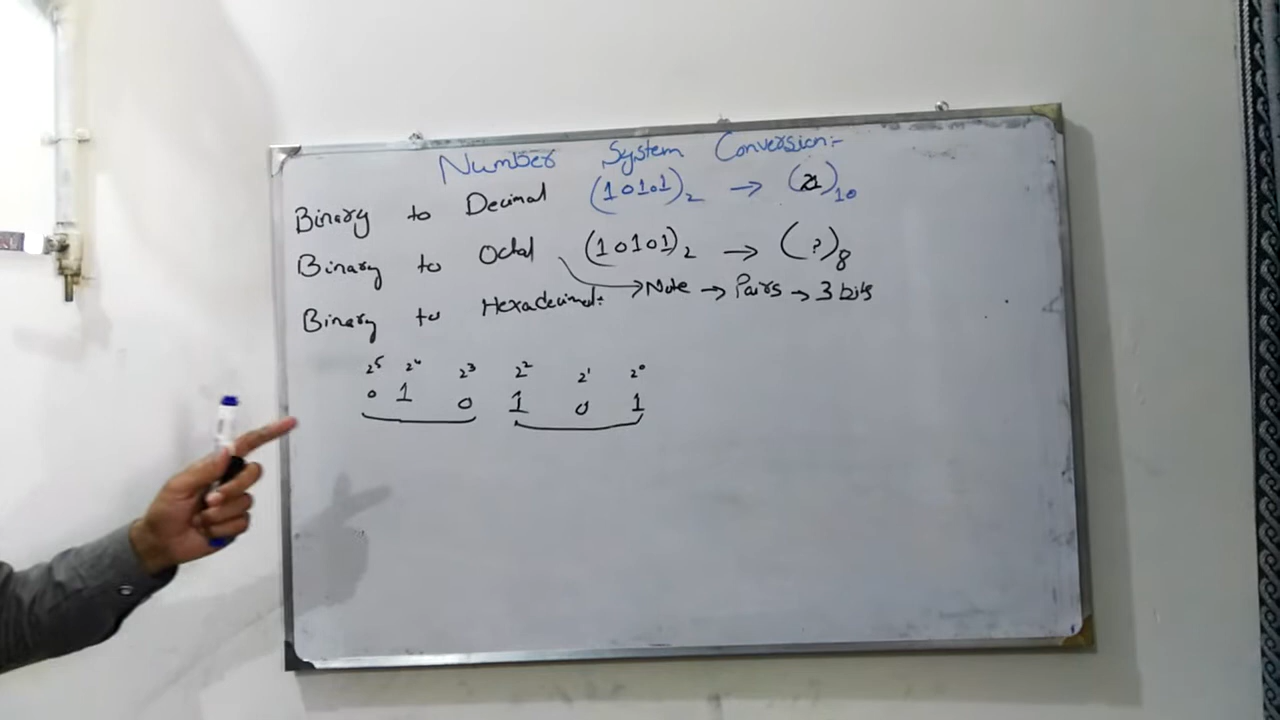 Number System Conversion:-
Binary to Decimal (10101)₂ → (21)₁₀
Binary to Octal (10101)₂ → (?)₈
→ Note → Pairs → 3 bits
Binary to Hexadecimal:
2⁵ 2⁴ 2³ 2² 2¹ 2⁰
0 1 0 1 0 1